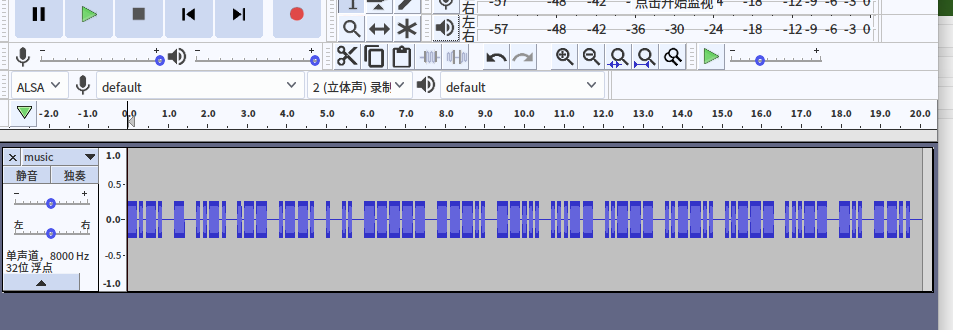 右 -57 -48 -42 - 点击开始监视 4 -18 -12 -9 -6 -3 0
左
右 -57 -48 -42 -36 -30 -24 -18 -12 -9 -6 -3 0
- + - + - +
ALSA default 2 (立体声) 录制 default
-2.0 -1.0 0.0 1.0 2.0 3.0 4.0 5.0 6.0 7.0 8.0 9.0 10.0 11.0 12.0 13.0 14.0 15.0 16.0 17.0 18.0 19.0 20.0
× music 1.0
静音 独奏 0.5
- +
左 右 0.0
单声道, 8000 Hz -0.5
32位 浮点
-1.0